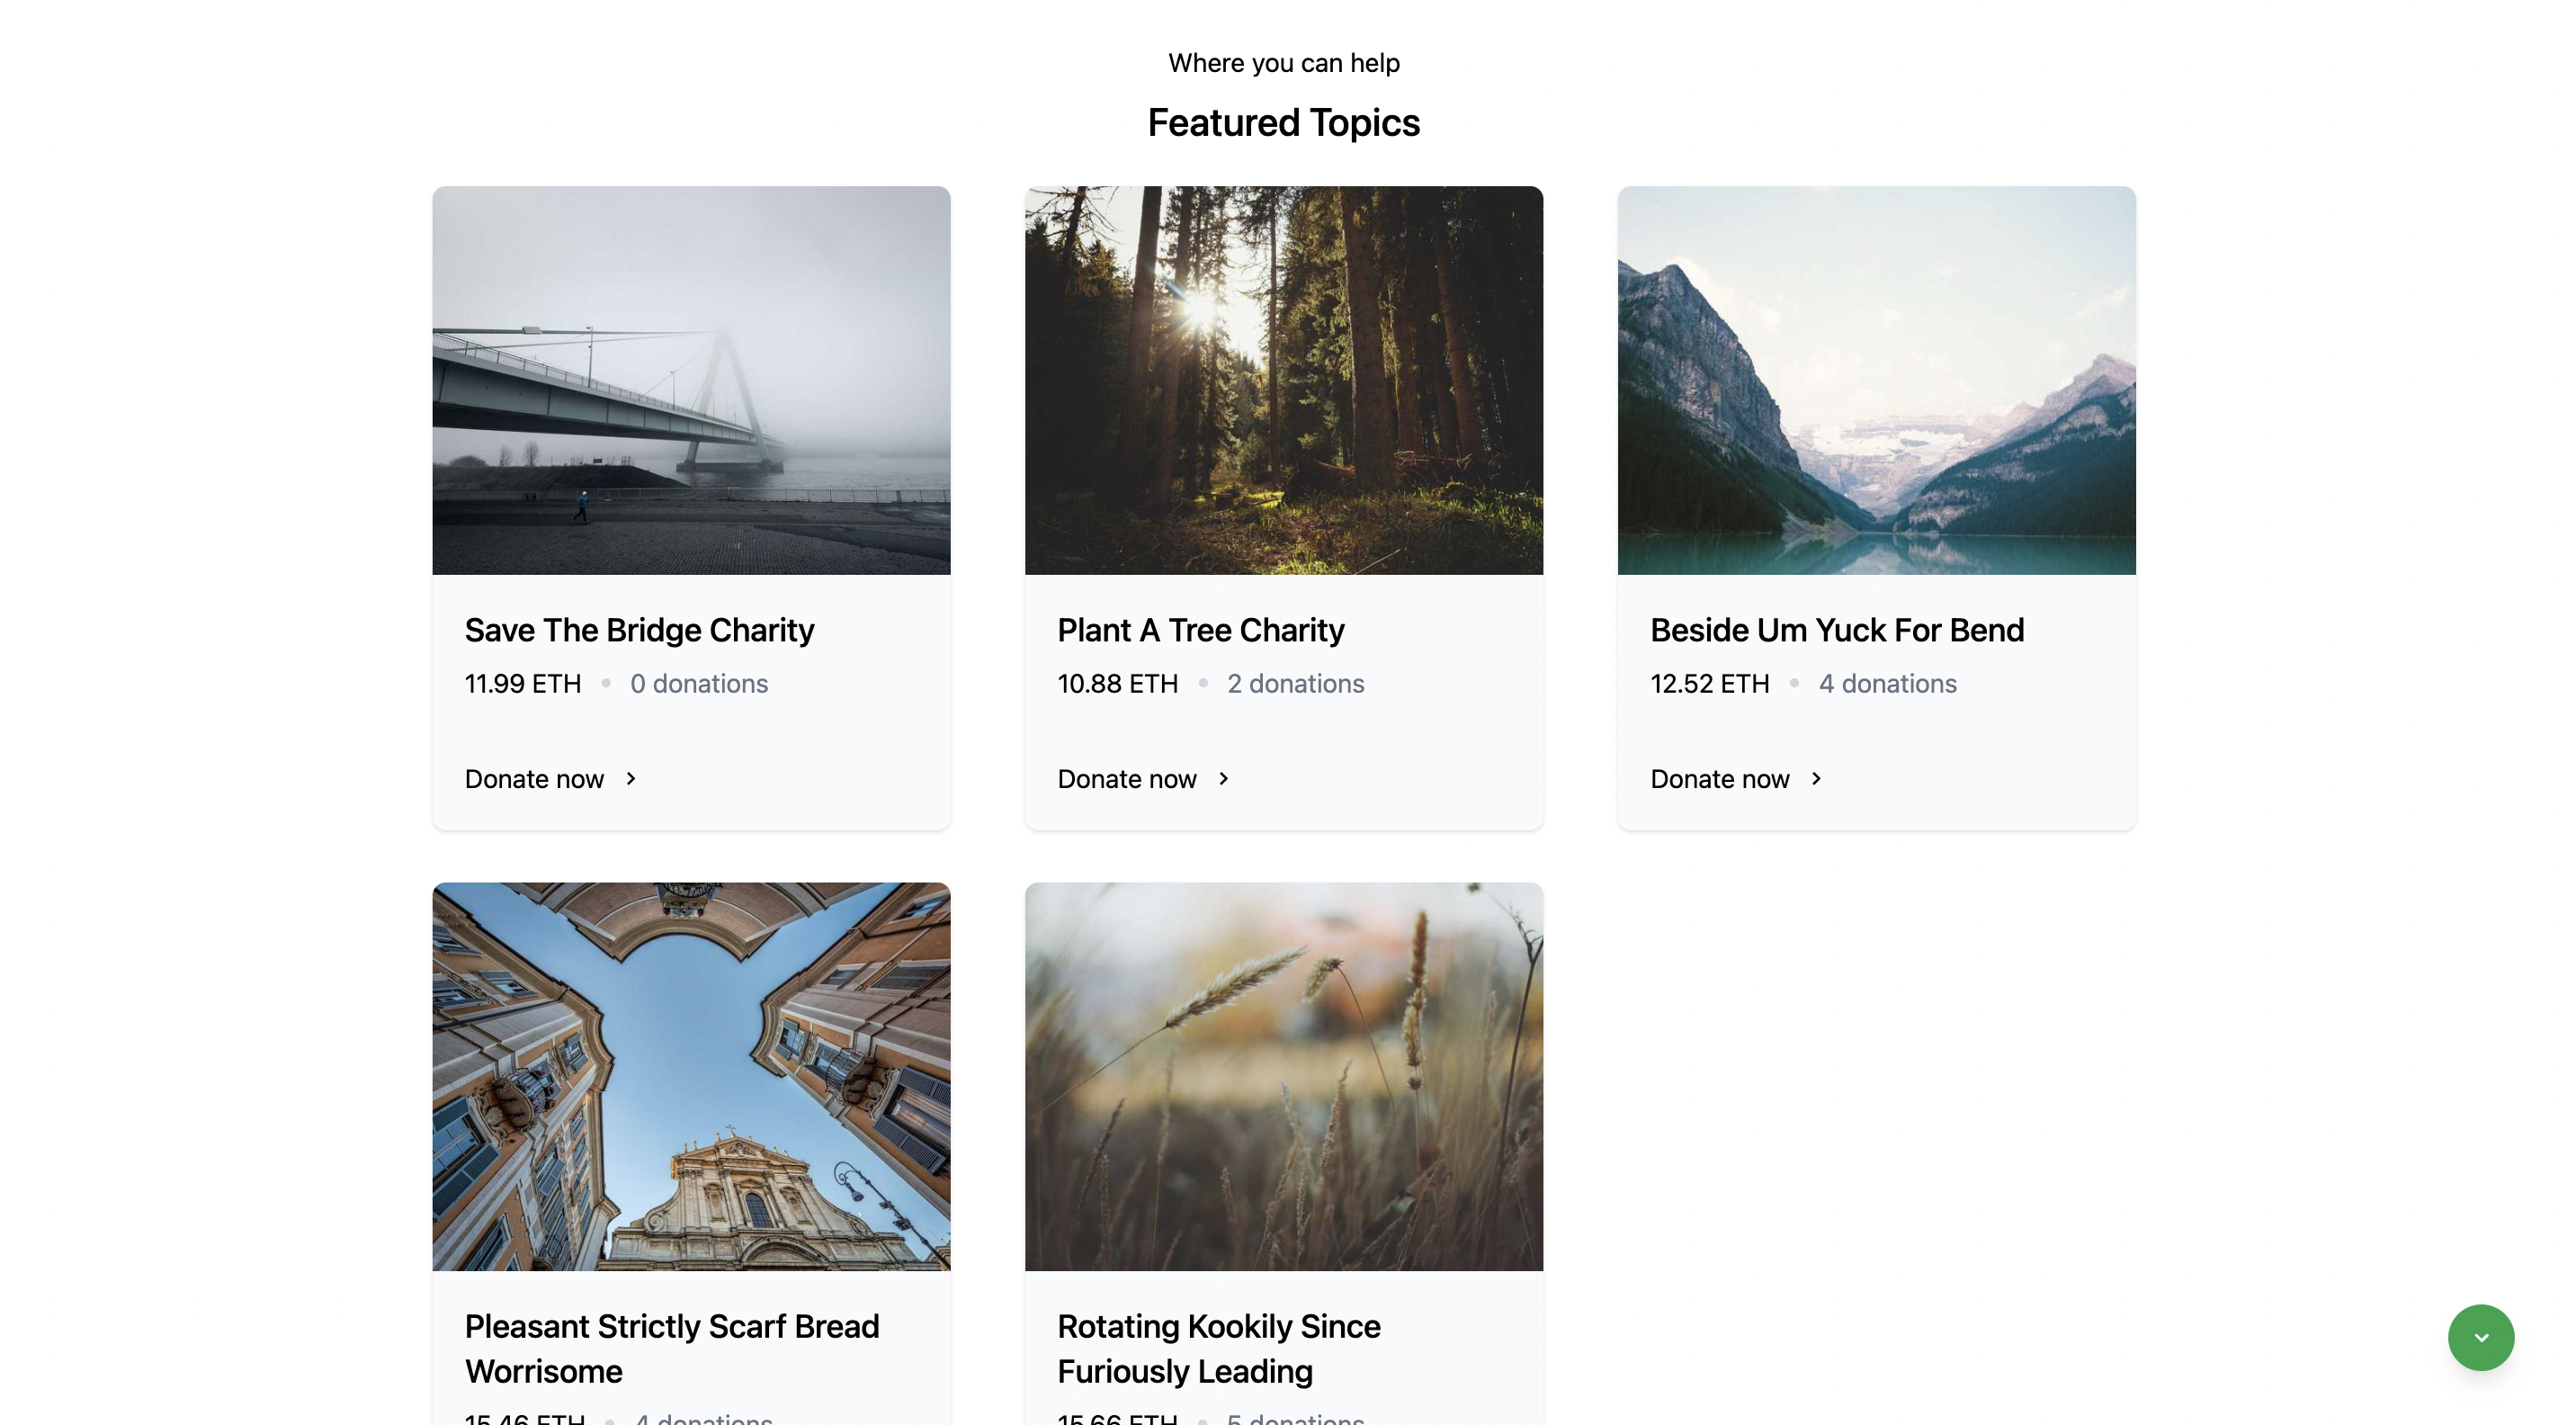 Where you can help
Featured Topics
Save The Bridge Charity
11.99 ETH • 0 donations
Donate now
Plant A Tree Charity
10.88 ETH • 2 donations
Donate now
Beside Um Yuck For Bend
12.52 ETH • 4 donations
Donate now
Pleasant Strictly Scarf Bread
Worrisome
15.46 ETH • 4 donations
Rotating Kookily Since
Furiously Leading
15.66 ETH • 5 donations